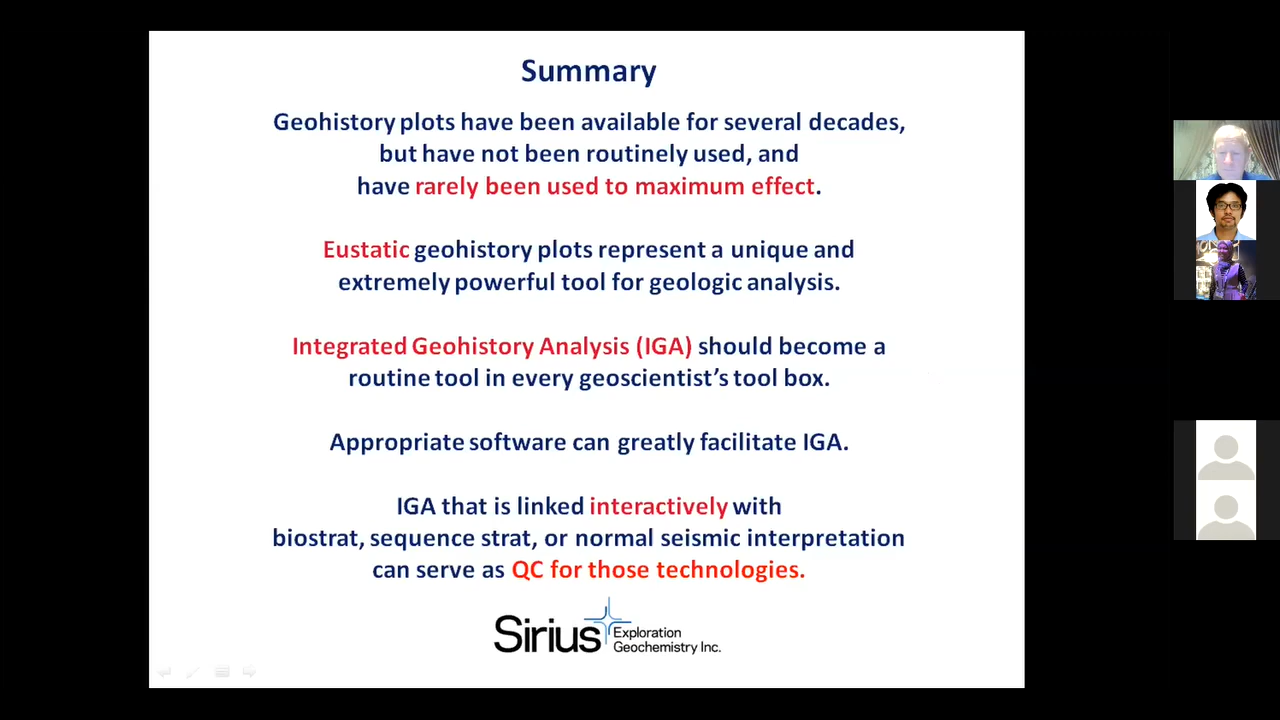 Summary
Geohistory plots have been available for several decades,
but have not been routinely used, and
have rarely been used to maximum effect.
Eustatic geohistory plots represent a unique and
extremely powerful tool for geologic analysis.
Integrated Geohistory Analysis (IGA) should become a
routine tool in every geoscientist's tool box.
Appropriate software can greatly facilitate IGA.
IGA that is linked interactively with
biostrat, sequence strat, or normal seismic interpretation
can serve as QC for those technologies.
Sirius Exploration
Geochemistry Inc.